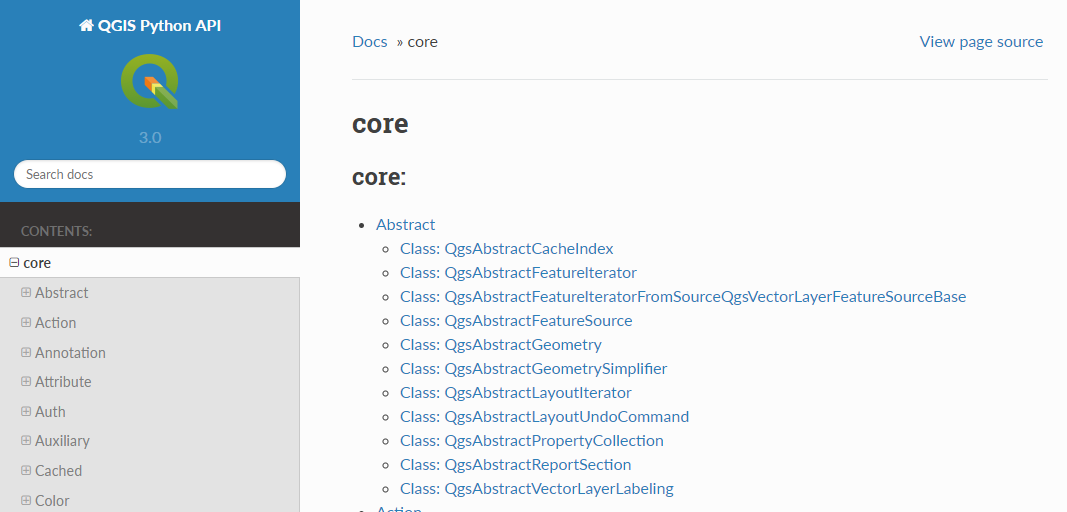 QGIS Python API
3.0
Search docs
CONTENTS:
core
Abstract
Action
Annotation
Attribute
Auth
Auxiliary
Cached
Color
Docs » core
View page source
core
core:
Abstract
Class: QgsAbstractCacheIndex
Class: QgsAbstractFeatureIterator
Class: QgsAbstractFeatureIteratorFromSourceQgsVectorLayerFeatureSourceBase
Class: QgsAbstractFeatureSource
Class: QgsAbstractGeometry
Class: QgsAbstractGeometrySimplifier
Class: QgsAbstractLayoutIterator
Class: QgsAbstractLayoutUndoCommand
Class: QgsAbstractPropertyCollection
Class: QgsAbstractReportSection
Class: QgsAbstractVectorLayerLabeling
Action